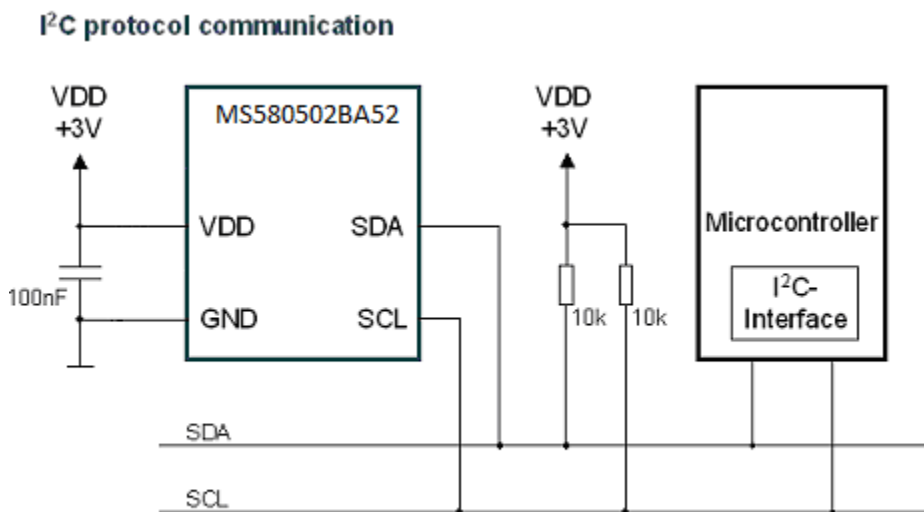 I²C protocol communication
VDD
+3V
MS580502BA52
VDD
SDA
GND
SCL
100nF
VDD
+3V
10k
10k
Microcontroller
I²C-
Interface
SDA
SCL